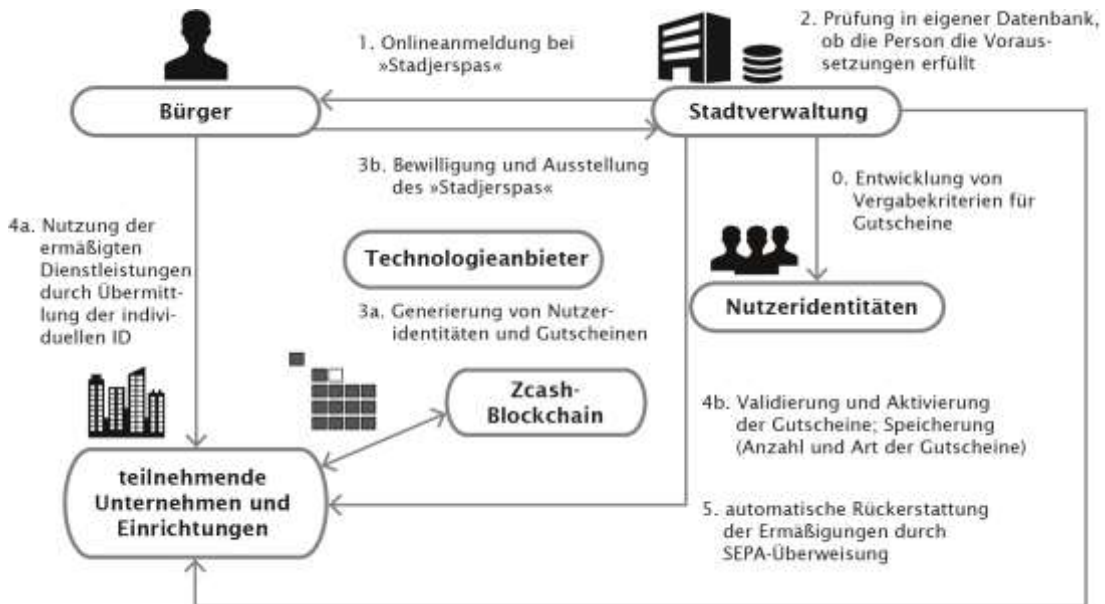 1. Onlineanmeldung bei
»Stadjerspas«
2. Prüfung in eigener Datenbank,
ob die Person die Voraus-
setzungen erfüllt
Bürger
Stadtverwaltung
3b. Bewilligung und Ausstellung
des »Stadjerspas«
0. Entwicklung von
Vergabekriterien für
Gutscheine
4a. Nutzung der
ermäßigten
Dienstleistungen
durch Übermitt-
lung der indivi-
duellen ID
Technologieanbieter
Nutzeridentitäten
3a. Generierung von Nutzer-
identitäten und Gutscheinen
Zcash-
Blockchain
4b. Validierung und Aktivierung
der Gutscheine; Speicherung
(Anzahl und Art der Gutscheine)
teilnehmende
Unternehmen und
Einrichtungen
5. automatische Rückerstattung
der Ermäßigungen durch
SEPA-Überweisung